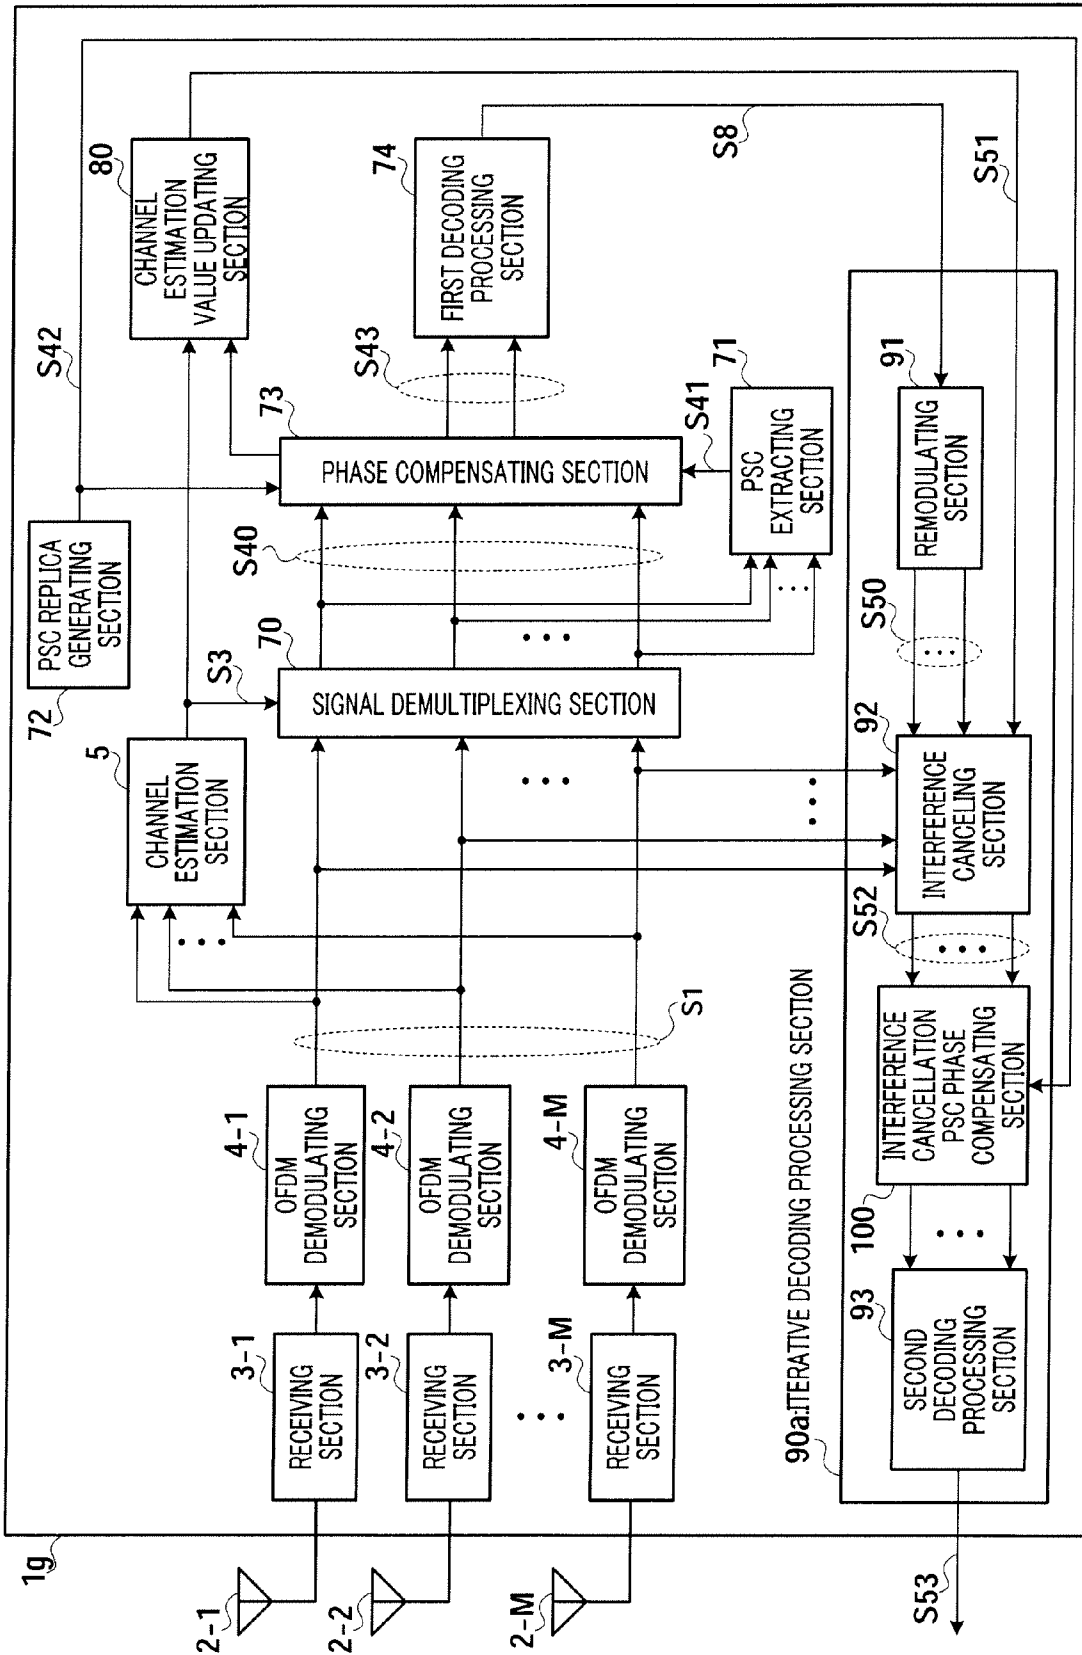 1g
2-1
2-2
2-M
3-1
RECEIVING
SECTION
3-2
RECEIVING
SECTION
3-M
RECEIVING
SECTION
4-1
OFDM
DEMODULATING
SECTION
4-2
OFDM
DEMODULATING
SECTION
4-M
OFDM
DEMODULATING
SECTION
S1
5
CHANNEL
ESTIMATION
SECTION
S3
72
PSC REPLICA
GENERATING
SECTION
S42
70
SIGNAL DEMULTIPLEXING SECTION
S40
73
PHASE COMPENSATING SECTION
S41
71
PSC
EXTRACTING
SECTION
80
CHANNEL
ESTIMATION
VALUE UPDATING
SECTION
S43
74
FIRST DECODING
PROCESSING
SECTION
S8
S51
90a:ITERATIVE DECODING PROCESSING SECTION
91
REMODULATING
SECTION
S50
92
INTERFERENCE
CANCELING
SECTION
S52
100
INTERFERENCE
CANCELLATION
PSC PHASE
COMPENSATING
SECTION
93
SECOND
DECODING
PROCESSING
SECTION
S53